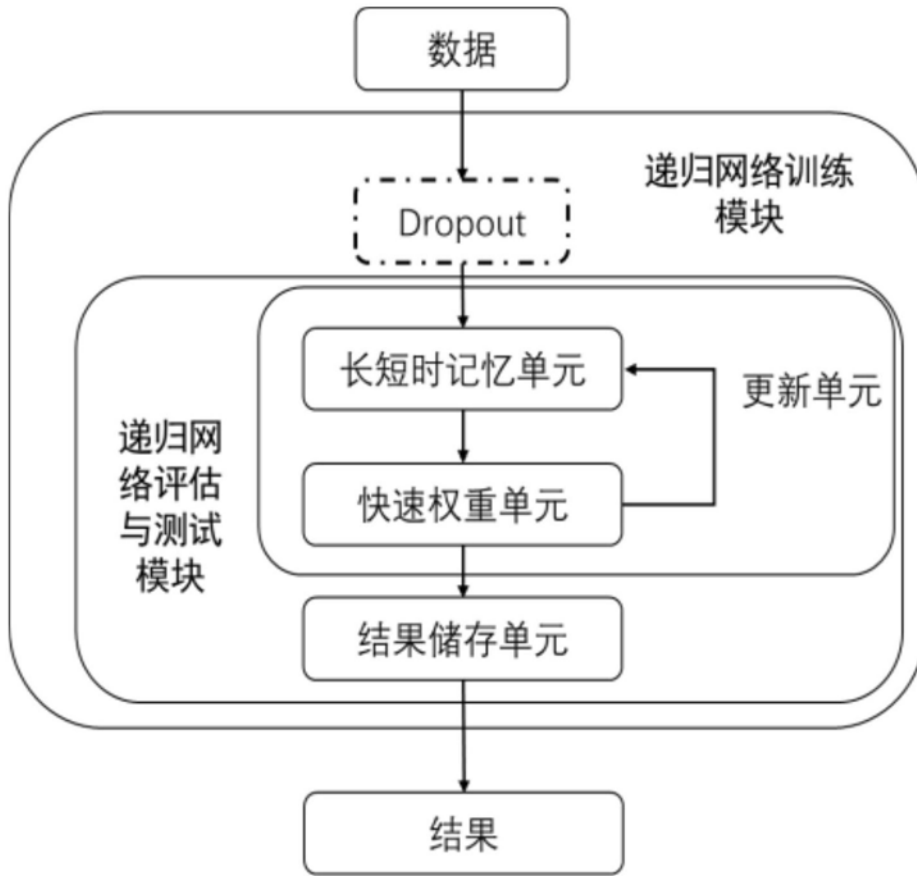 数据
递归网络训练
模块
Dropout
长短时记忆单元
更新单元
递归网
络评估
与测试
模块
快速权重单元
结果储存单元
结果